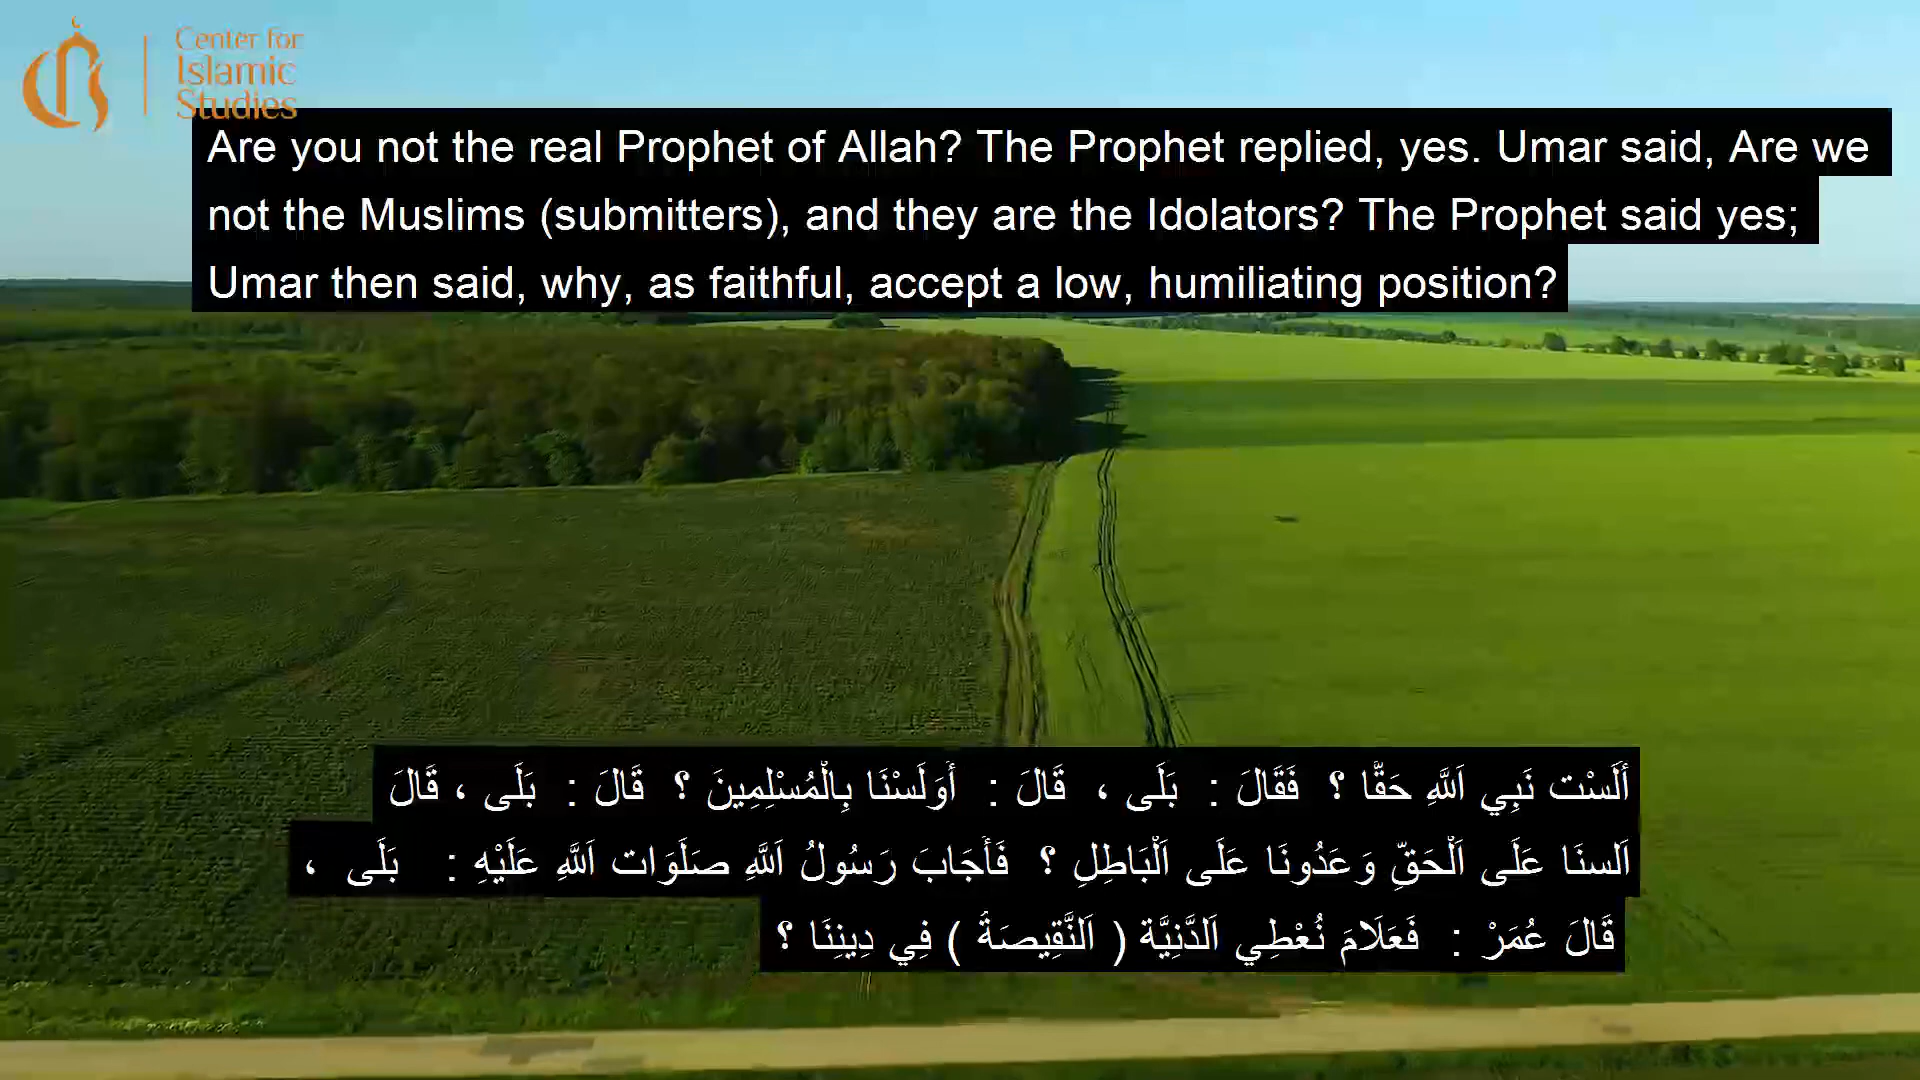 Center for
Islamic
Studies
Are you not the real Prophet of Allah? The Prophet replied, yes. Umar said, Are we
not the Muslims (submitters), and they are the Idolators? The Prophet said yes;
Umar then said, why, as faithful, accept a low, humiliating position?
أَلَسْت نَبِي اَللَّهِ حَقًّا ؟ فَقَالَ : بَلَى ، قَالَ : أَوَلَسْنَا بِالْمُسْلِمِينَ ؟ قَالَ : بَلَى ، قَالَ
اَلسنَا عَلَى اَلْحَقِّ وَعَدُونَا عَلَى اَلْبَاطِلِ ؟ فَأَجَابَ رَسُولُ اَللَّهِ صَلَوَات اَللَّهِ عَلَيْهِ : بَلَى ،
قَالَ عُمَرْ : فَعَلَامَ نُعْطِي اَلدَّنِيَّة ( اَلنَّقِيصَةَ ) فِي دِينِنَا ؟